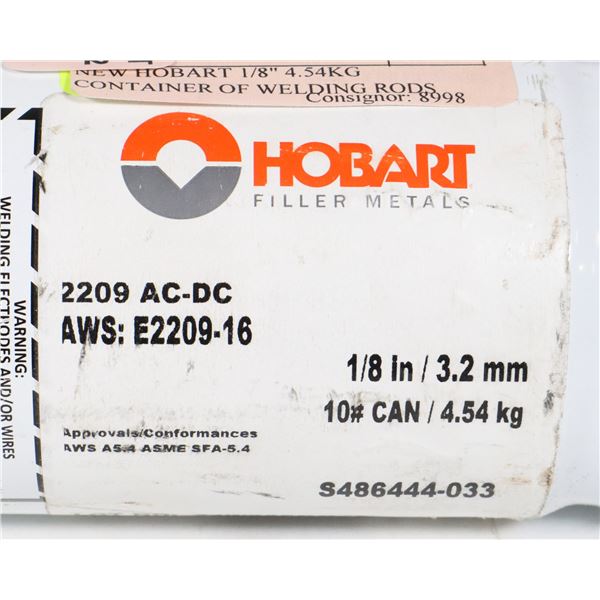 NEW HOBART 1/8" 4.54KG
CONTAINER OF WELDING RODS
Consignor: 8998
HOBART
FILLER METALS
2209 AC-DC
AWS: E2209-16
1/8 in / 3.2 mm
10# CAN / 4.54 kg
Approvals/Conformances
AWS A5.4 ASME SFA-5.4
S486444-033
WARNING:
WELDING ELECTRODES AND/OR WIRES